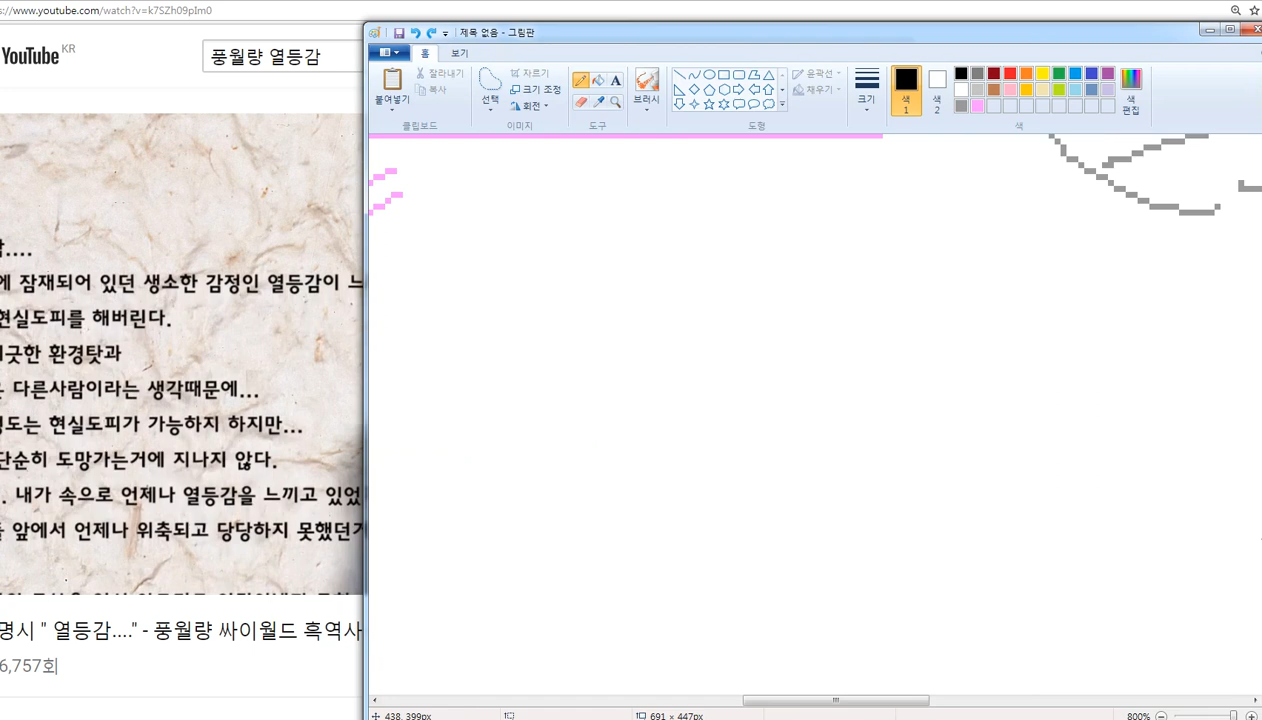 s://www.youtube.com/watch?v=k7SZh09pIm0
YouTube KR
풍월량 열등감
....
에 잠재되어 있던 생소한 감정인 열등감이
현실도피를 해버린다.
환경탓과
다른사람이라는 생각때문에...
정도는 현실도피가 가능하지 하지만...
단순히 도망가는거에 지나지 않다.
. 내가 속으로 언제나 열등감을 느끼고
앞에서 언제나 위축되고 당당하지
명시 " 열등감...." - 풍월량 싸이월드 흑역사
6,757회
제목 없음 - 그림판
홈
보기
붙여넣기
잘라내기
복사
클립보드
선택
자르기
크기 조정
회전
이미지
A
도구
브러시
윤곽선
채우기
도형
크기
색
1
색
2
색
편집
색
438, 399px
691 × 447px
800%